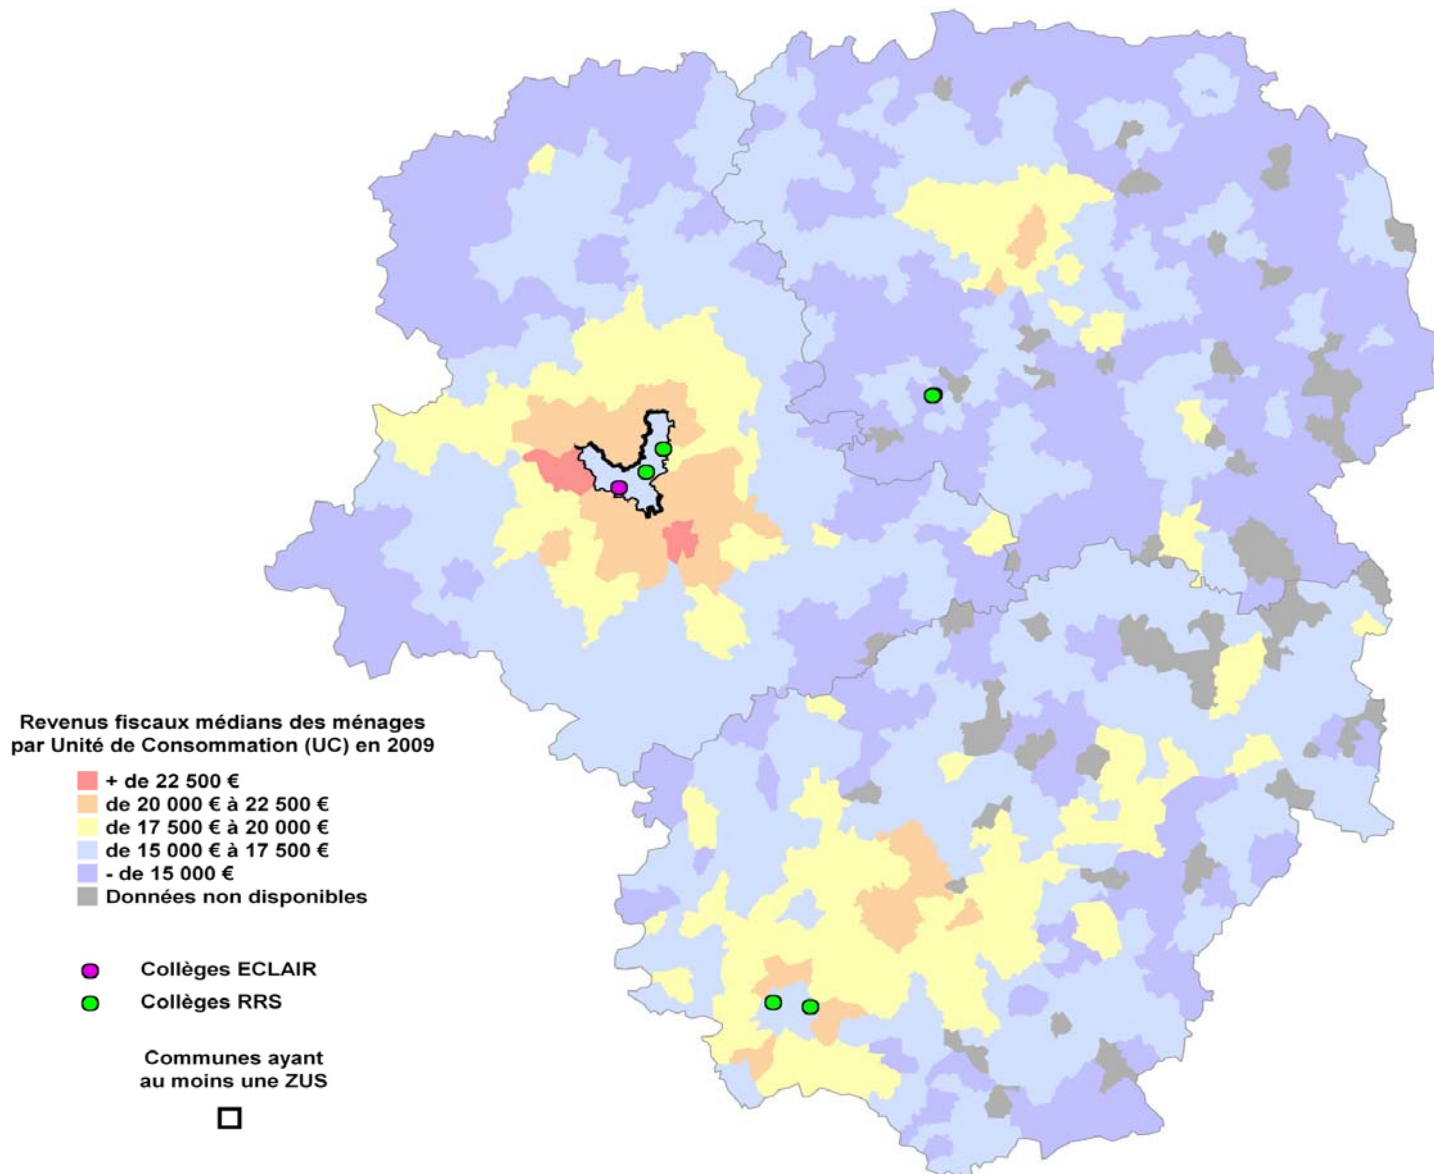 Revenus fiscaux médians des ménages
par Unité de Consommation (UC) en 2009
+ de 22 500 €
de 20 000 € à 22 500 €
de 17 500 € à 20 000 €
de 15 000 € à 17 500 €
- de 15 000 €
Données non disponibles
Collèges ECLAIR
Collèges RRS
Communes ayant
au moins une ZUS